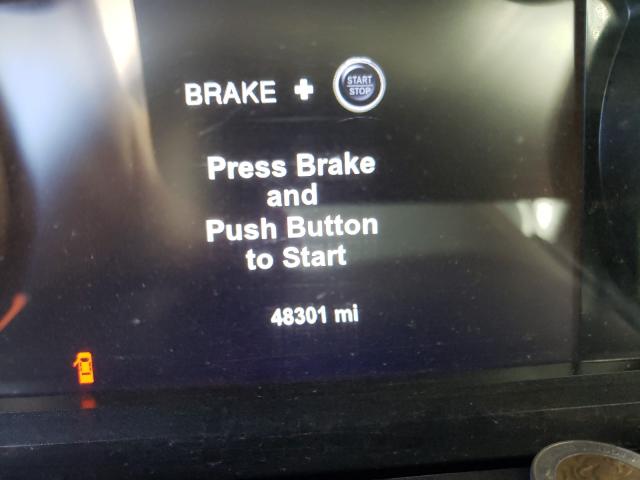 BRAKE + START STOP
Press Brake
and
Push Button
to Start
48301 mi